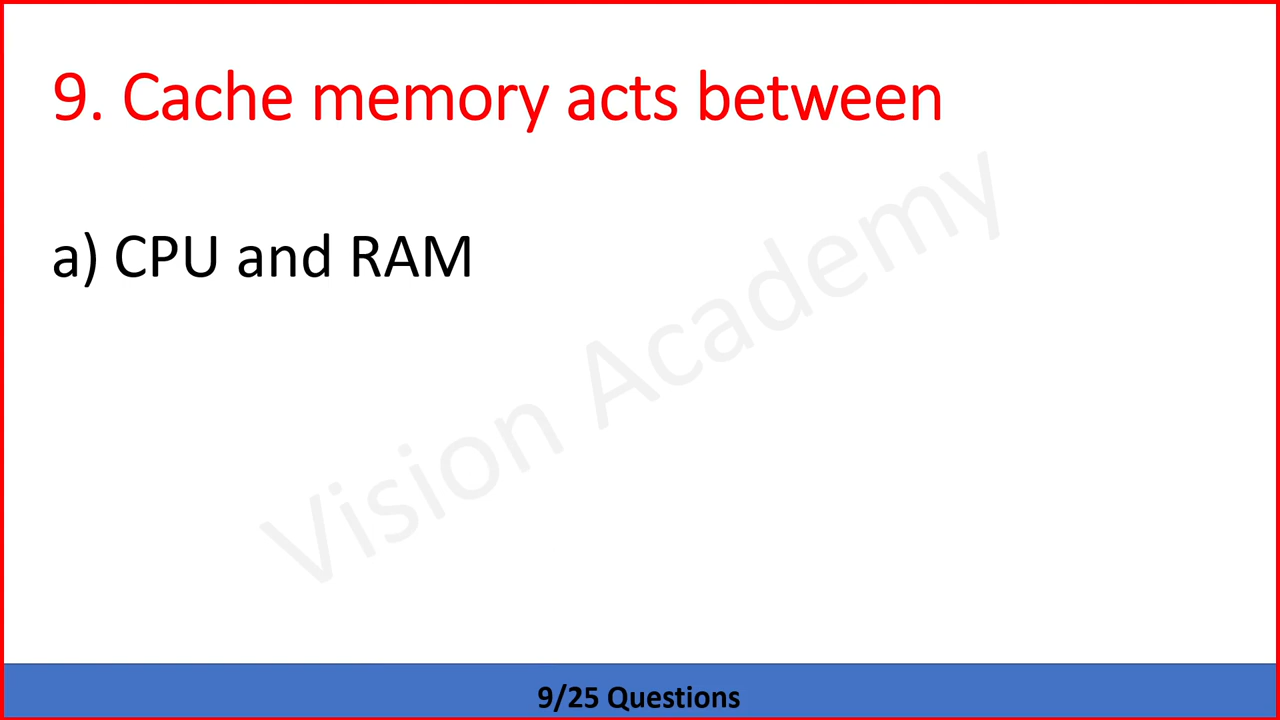 9. Cache memory acts between
a) CPU and RAM
Vision Academy
9/25 Questions